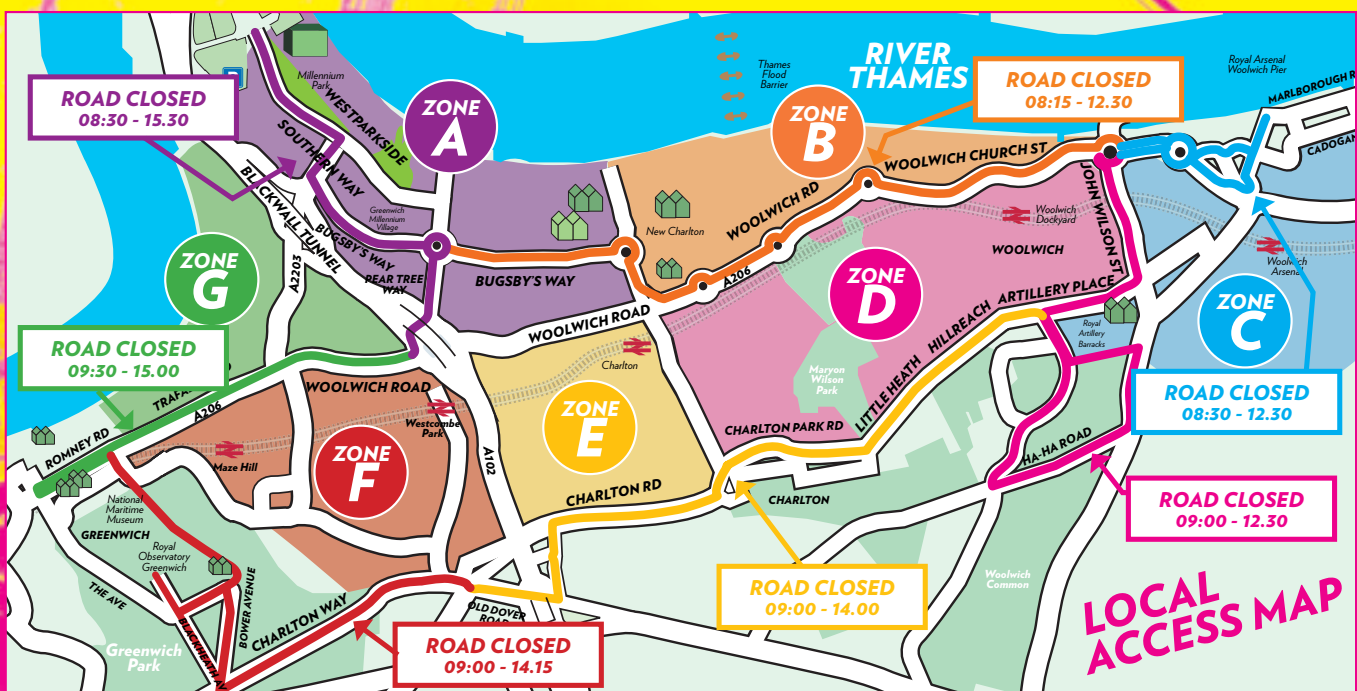 RIVER
THAMES
ROAD CLOSED
08:15 - 12.30
Royal Arsenal
Woolwich Pier
MARLBOROUGH R
CADOGAN
Thames
Flood
Barrier
ROAD CLOSED
08:30 - 15.30
Millennium
Park
WESTPARKSIDE
SOUTHERN WAY
ZONE
A
ZONE
B
WOOLWICH CHURCH ST
WOOLWICH RD
JOHN WILSON ST
Woolwich
Dockyard
WOOLWICH
Woolwich
Arsenal
BLACKWALL TUNNEL
Greenwich
Millennium
Village
BUGSBY'S WAY
PEAR TREE
WAY
BUGSBY'S WAY
New Charlton
A206
ZONE
G
A2203
ZONE
D
ARTILLERY PLACE
HILLREACH
LITTLE HEATH
ZONE
C
Royal
Artillery
Barracks
WOOLWICH ROAD
Charlton
Maryon
Wilson
Park
ROAD CLOSED
09:30 - 15.00
ROAD CLOSED
08:30 - 12.30
TRAFA
A206
ROMNEY RD
WOOLWICH ROAD
Westcombe
Park
Maze Hill
ZONE
F
A102
ZONE
E
CHARLTON PARK RD
CHARLTON RD
CHARLTON
HA-HA ROAD
ROAD CLOSED
09:00 - 12.30
National
Maritime
Museum
GREENWICH
Royal
Observatory
Greenwich
THE AVE
BOWER AVENUE
BLACKHEATH AV
CHARLTON WAY
Greenwich
Park
OLD DOVER
ROAD
ROAD CLOSED
09:00 - 14.15
ROAD CLOSED
09:00 - 14.00
Woolwich
Common
LOCAL
ACCESS MAP